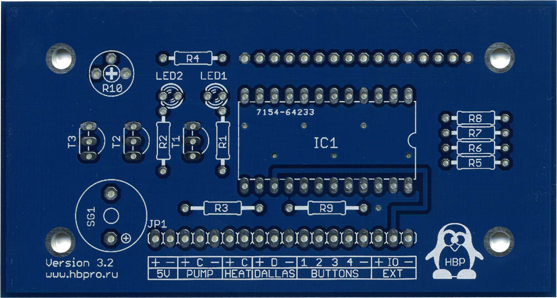 R4
LED2 LED1
R10
7154-64233
R8
T3 T2 R2 T1 R1 IC1 R7
R6
R5
SG1 R3 R9
JP1
HBP
Version 3.2
www.hbpro.ru
+ - + C - + C + D - 1 2 3 4 - + IO -
5V PUMP HEAT DALLAS BUTTONS EXT